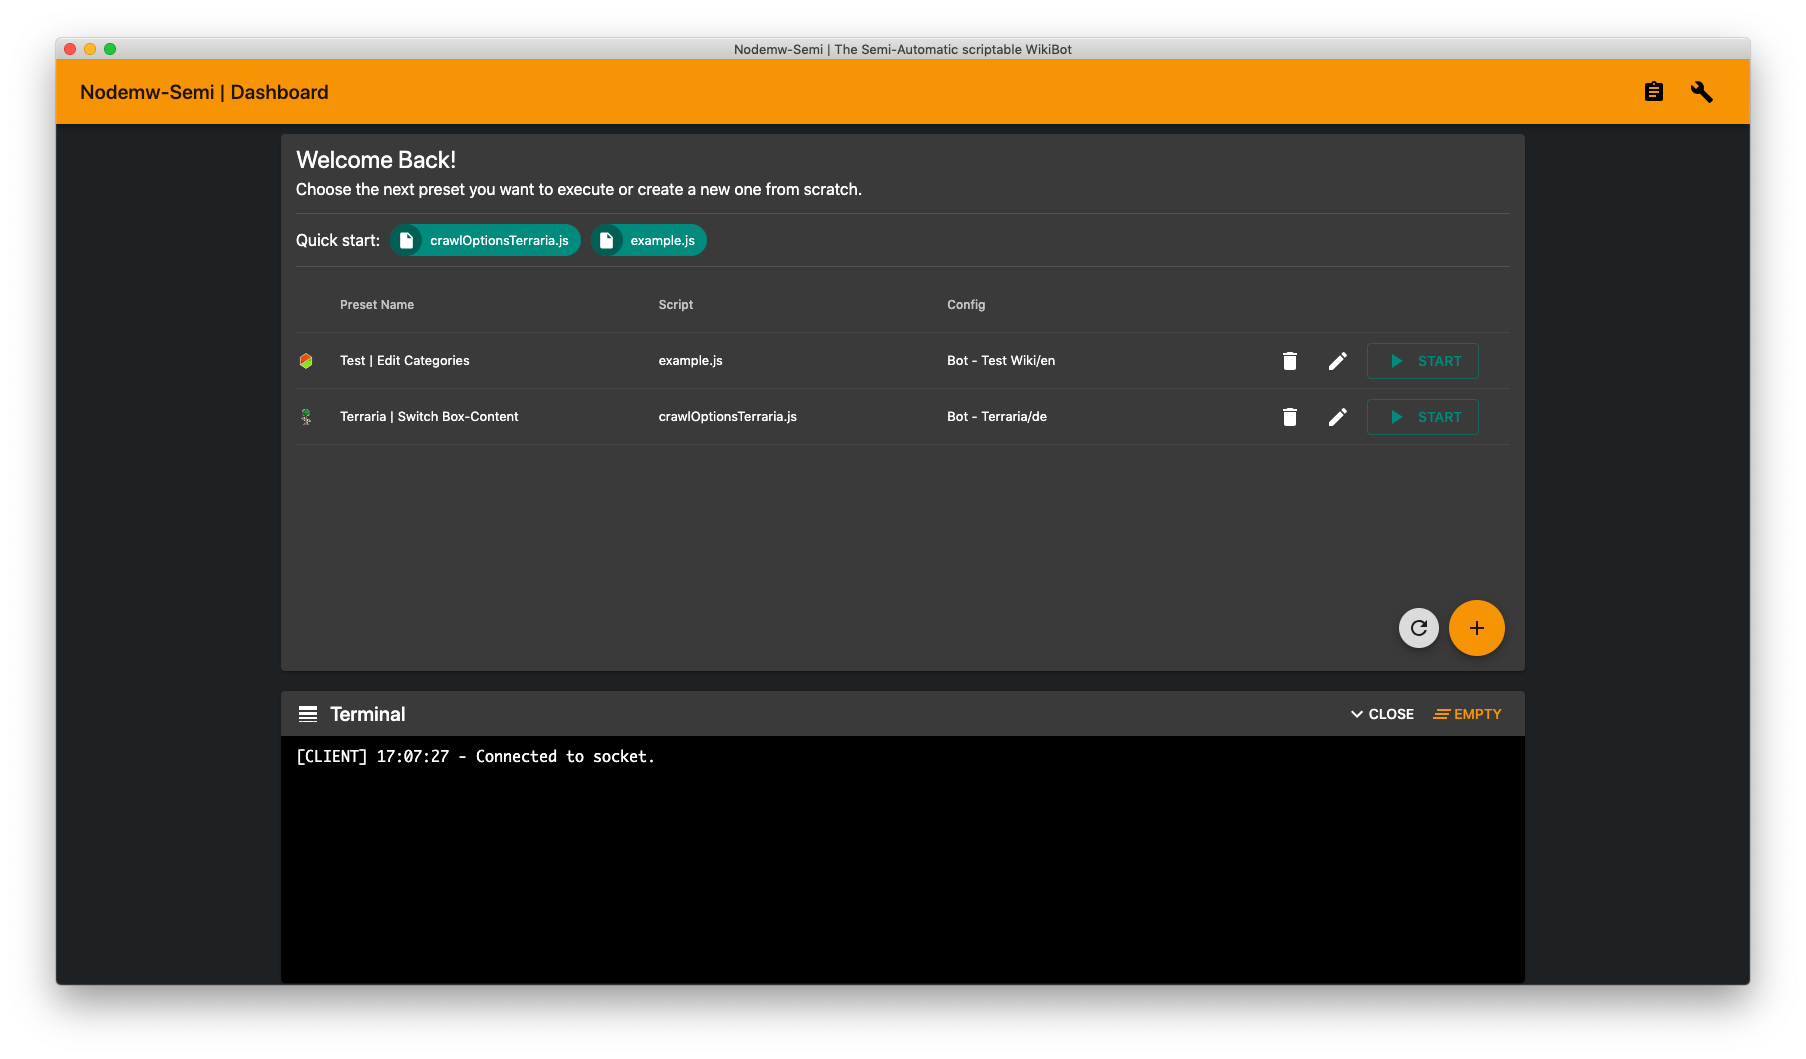 Nodemw-Semi | The Semi-Automatic scriptable WikiBot
Nodemw-Semi | Dashboard
Welcome Back!
Choose the next preset you want to execute or create a new one from scratch.
Quick start: crawlOptionsTerraria.js example.js
Preset Name Script Config
Test | Edit Categories example.js Bot - Test Wiki/en START
Terraria | Switch Box-Content crawlOptionsTerraria.js Bot - Terraria/de START
Terminal CLOSE EMPTY
[CLIENT] 17:07:27 - Connected to socket.